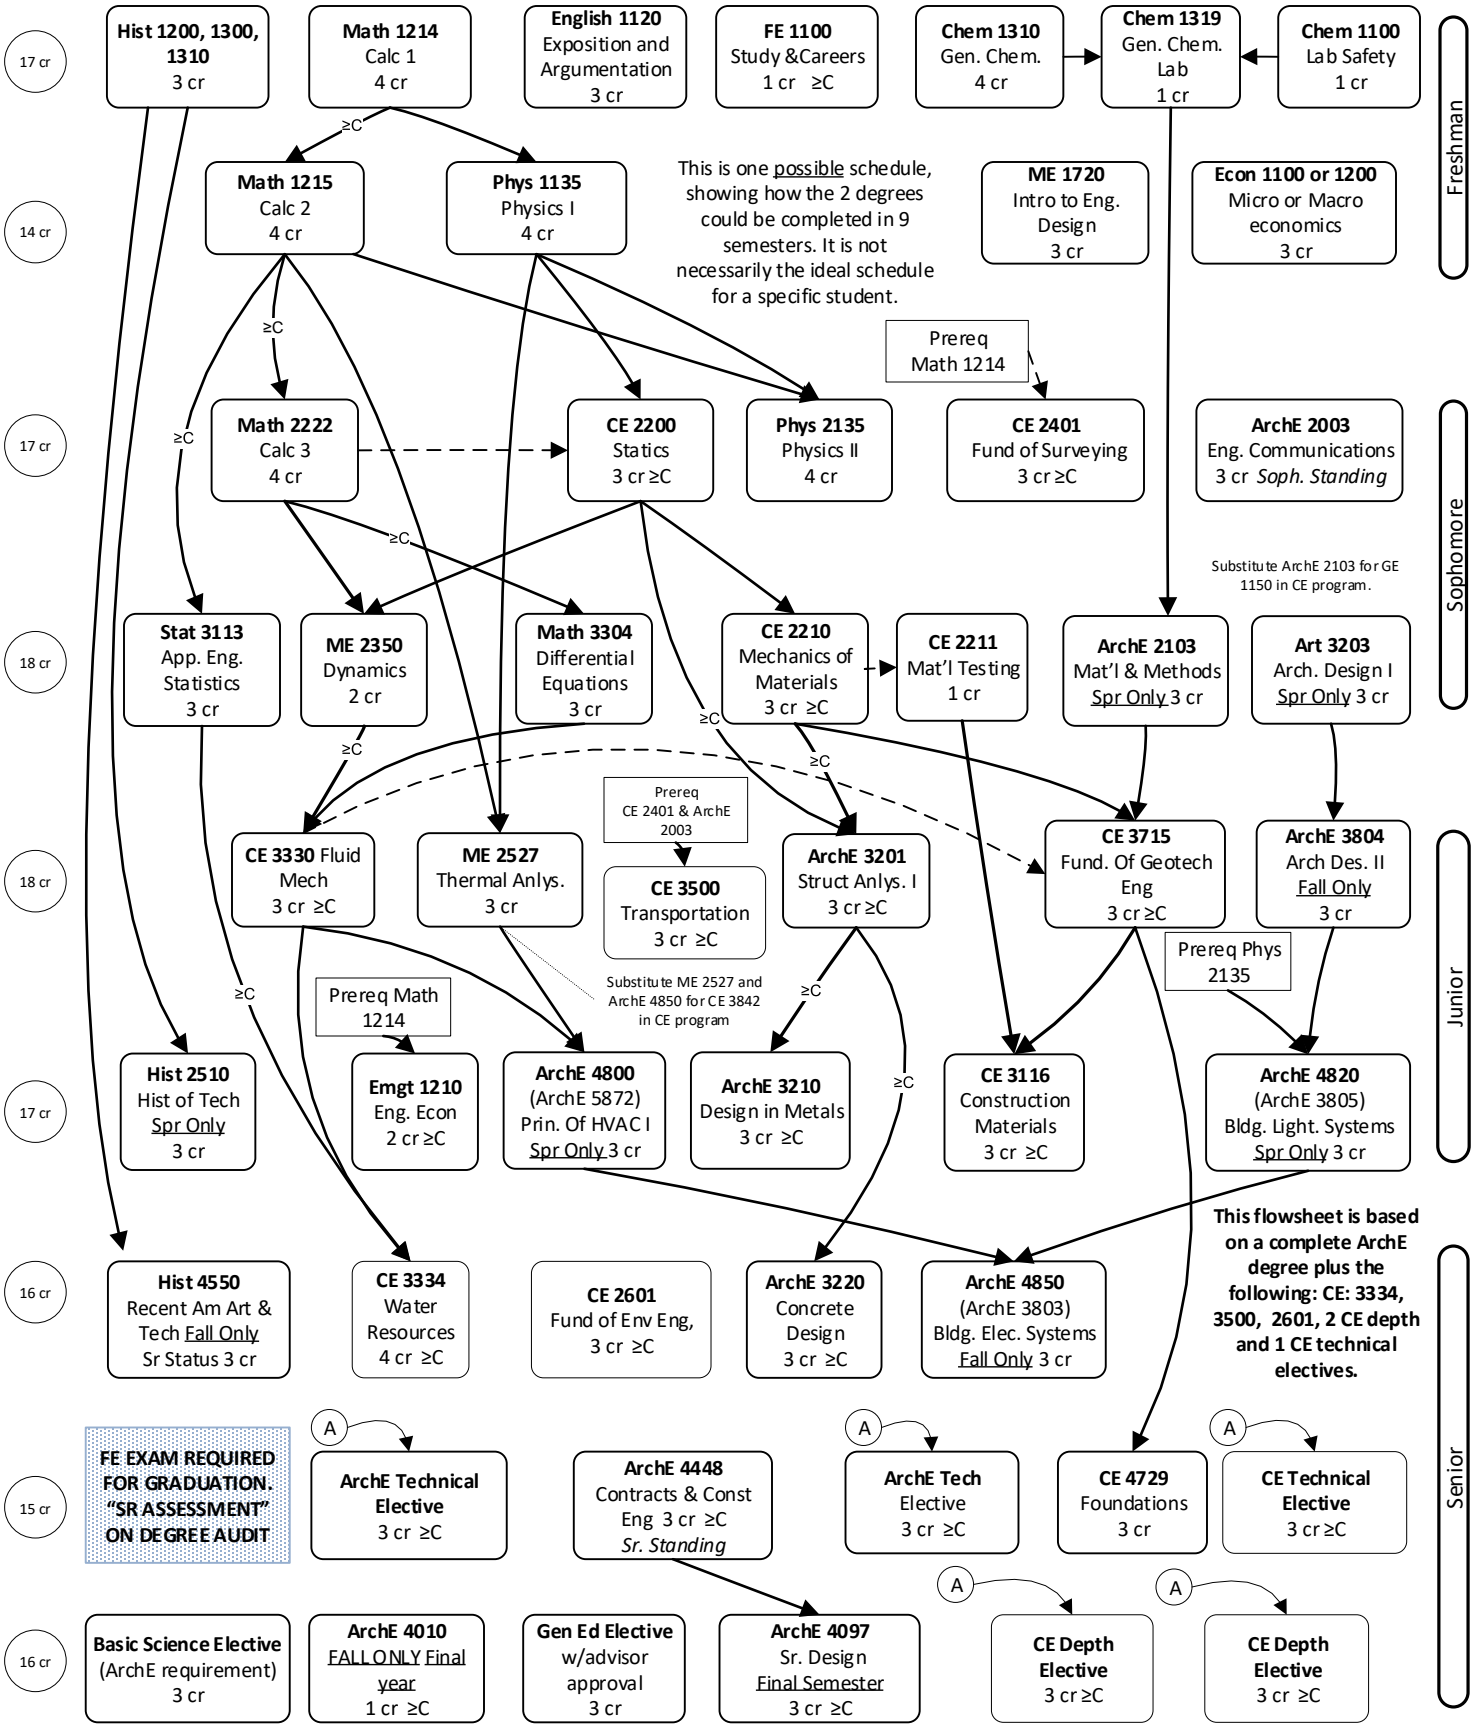 17 cr
Hist 1200, 1300,
1310
3 cr
Math 1214
Calc 1
4 cr
English 1120
Exposition and
Argumentation
3 cr
FE 1100
Study &Careers
1 cr ≥C
Chem 1310
Gen. Chem.
4 cr
Chem 1319
Gen. Chem.
Lab
1 cr
Chem 1100
Lab Safety
1 cr
Freshman
≥C
14 cr
Math 1215
Calc 2
4 cr
Phys 1135
Physics I
4 cr
This is one possible schedule,
showing how the 2 degrees
could be completed in 9
semesters. It is not
necessarily the ideal schedule
for a specific student.
ME 1720
Intro to Eng.
Design
3 cr
Econ 1100 or 1200
Micro or Macro
economics
3 cr
≥C
Prereq
Math 1214
17 cr
≥C
Math 2222
Calc 3
4 cr
CE 2200
Statics
3 cr ≥C
Phys 2135
Physics II
4 cr
CE 2401
Fund of Surveying
3 cr ≥C
ArchE 2003
Eng. Communications
3 cr Soph. Standing
Sophomore
≥C
Substitute ArchE 2103 for GE
1150 in CE program.
18 cr
Stat 3113
App. Eng.
Statistics
3 cr
ME 2350
Dynamics
2 cr
Math 3304
Differential
Equations
3 cr
CE 2210
Mechanics of
Materials
3 cr ≥C
CE 2211
Mat’l Testing
1 cr
ArchE 2103
Mat’l & Methods
Spr Only 3 cr
Art 3203
Arch. Design I
Spr Only 3 cr
≥C
≥C
≥C
Prereq
CE 2401 & ArchE
2003
18 cr
CE 3330 Fluid
Mech
3 cr ≥C
ME 2527
Thermal Anlys.
3 cr
CE 3500
Transportation
3 cr ≥C
ArchE 3201
Struct Anlys. I
3 cr ≥C
CE 3715
Fund. Of Geotech
Eng
3 cr ≥C
ArchE 3804
Arch Des. II
Fall Only
3 cr
Junior
≥C
Prereq Math
1214
Substitute ME 2527 and
ArchE 4850 for CE 3842
in CE program
≥C
Prereq Phys
2135
17 cr
Hist 2510
Hist of Tech
Spr Only
3 cr
Emgt 1210
Eng. Econ
2 cr ≥C
ArchE 4800
(ArchE 5872)
Prin. Of HVAC I
Spr Only 3 cr
ArchE 3210
Design in Metals
3 cr ≥C
≥C
CE 3116
Construction
Materials
3 cr ≥C
ArchE 4820
(ArchE 3805)
Bldg. Light. Systems
Spr Only 3 cr
16 cr
Hist 4550
Recent Am Art &
Tech Fall Only
Sr Status 3 cr
CE 3334
Water
Resources
4 cr ≥C
CE 2601
Fund of Env Eng,
3 cr ≥C
ArchE 3220
Concrete
Design
3 cr ≥C
ArchE 4850
(ArchE 3803)
Bldg. Elec. Systems
Fall Only 3 cr
This flowsheet is based
on a complete ArchE
degree plus the
following: CE: 3334,
3500, 2601, 2 CE depth
and 1 CE technical
electives.
Senior
15 cr
FE EXAM REQUIRED
FOR GRADUATION.
“SR ASSESSMENT”
ON DEGREE AUDIT
A
ArchE Technical
Elective
3 cr ≥C
ArchE 4448
Contracts & Const
Eng 3 cr ≥C
Sr. Standing
A
ArchE Tech
Elective
3 cr ≥C
CE 4729
Foundations
3 cr
A
CE Technical
Elective
3 cr ≥C
16 cr
Basic Science Elective
(ArchE requirement)
3 cr
ArchE 4010
FALL ONLY Final
year
1 cr ≥C
Gen Ed Elective
w/advisor
approval
3 cr
ArchE 4097
Sr. Design
Final Semester
3 cr ≥C
A
CE Depth
Elective
3 cr ≥C
A
CE Depth
Elective
3 cr ≥C